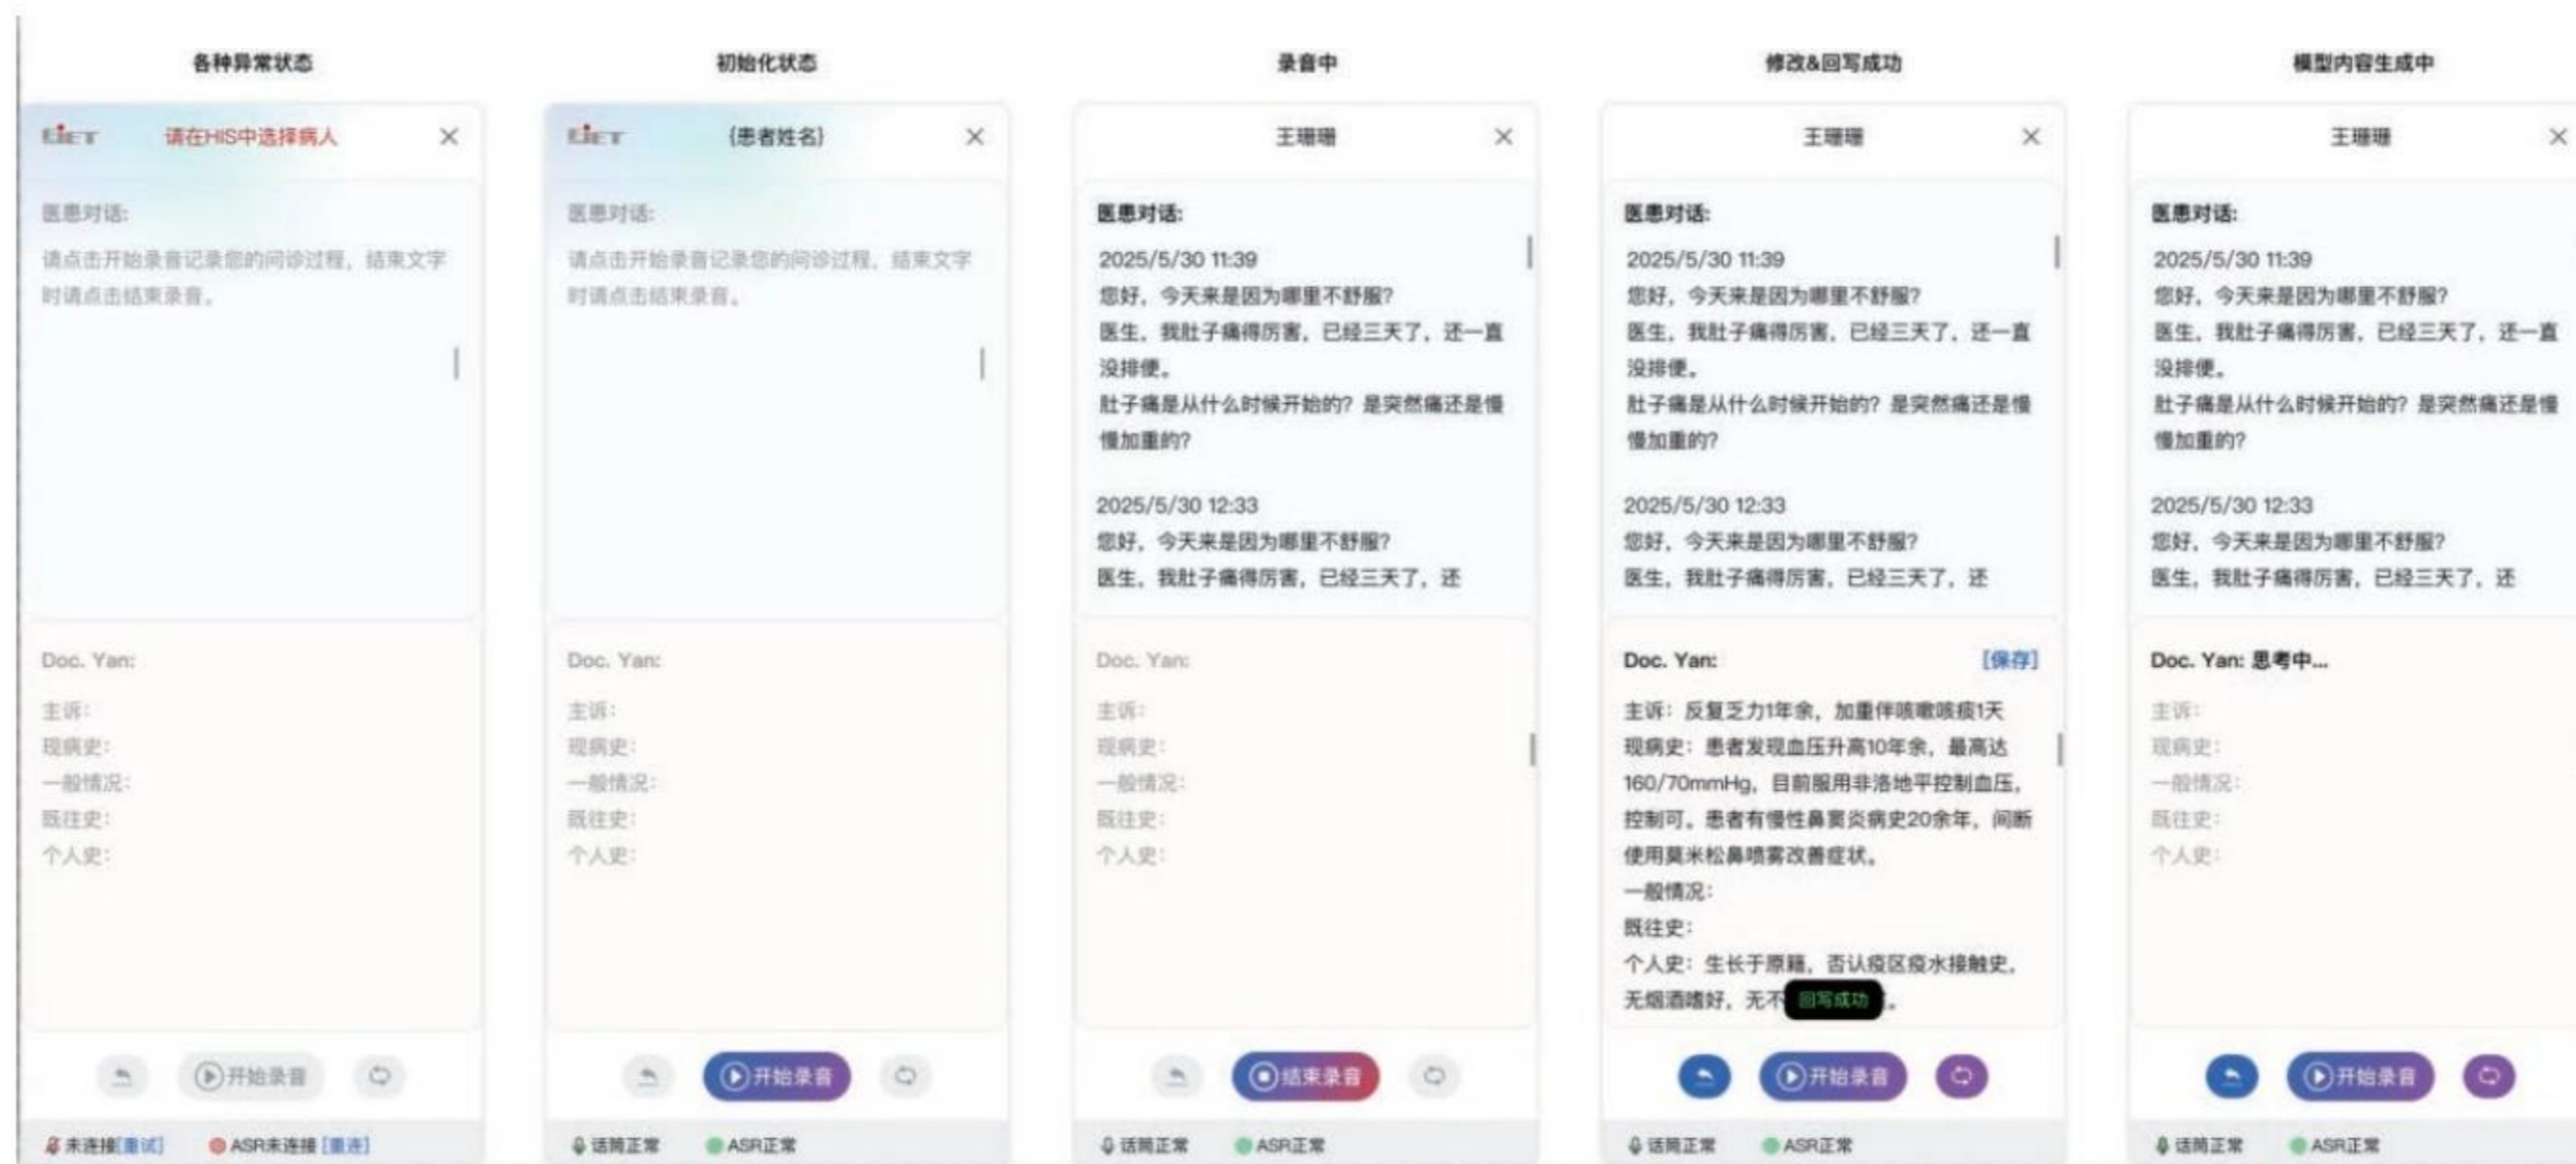 各种异常状态
EIET 请在HIS中选择病人
医患对话:
请点击开始录音记录您的问诊过程，结束文字
时请点击结束录音。
Doc. Yan:
主诉:
现病史:
一般情况:
既往史:
个人史:
开始录音
未连接[重试] ASR未连接 [重连]
初始化状态
EIET {患者姓名}
医患对话:
请点击开始录音记录您的问诊过程，结束文字
时请点击结束录音。
Doc. Yan:
主诉:
现病史:
一般情况:
既往史:
个人史:
开始录音
话筒正常 ASR正常
录音中
王珊珊
医患对话:
2025/5/30 11:39
您好，今天来是因为哪里不舒服?
医生，我肚子痛得厉害，已经三天了，还一直
没排便。
肚子痛是从什么时候开始的? 是突然痛还是慢
慢加重的?
2025/5/30 12:33
您好，今天来是因为哪里不舒服?
医生，我肚子痛得厉害，已经三天了，还
Doc. Yan:
主诉:
现病史:
一般情况:
既往史:
个人史:
结束录音
话筒正常 ASR正常
修改&回写成功
王珊珊
医患对话:
2025/5/30 11:39
您好，今天来是因为哪里不舒服?
医生，我肚子痛得厉害，已经三天了，还一直
没排便。
肚子痛是从什么时候开始的? 是突然痛还是慢
慢加重的?
2025/5/30 12:33
您好，今天来是因为哪里不舒服?
医生，我肚子痛得厉害，已经三天了，还
Doc. Yan: [保存]
主诉: 反复乏力1年余，加重伴咳嗽咳痰1天
现病史: 患者发现血压升高10年余，最高达
160/70mmHg，目前服用非洛地平控制血压，
控制可。患者有慢性鼻窦炎病史20余年，间断
使用莫米松鼻喷雾改善症状。
一般情况:
既往史:
个人史: 生长于原籍，否认疫区疫水接触史，
无烟酒嗜好，无不
回写成功
开始录音
话筒正常 ASR正常
模型内容生成中
王珊珊
医患对话:
2025/5/30 11:39
您好，今天来是因为哪里不舒服?
医生，我肚子痛得厉害，已经三天了，还一直
没排便。
肚子痛是从什么时候开始的? 是突然痛还是慢
慢加重的?
2025/5/30 12:33
您好，今天来是因为哪里不舒服?
医生，我肚子痛得厉害，已经三天了，还
Doc. Yan: 思考中...
主诉:
现病史:
一般情况:
既往史:
个人史:
开始录音
话筒正常 ASR正常